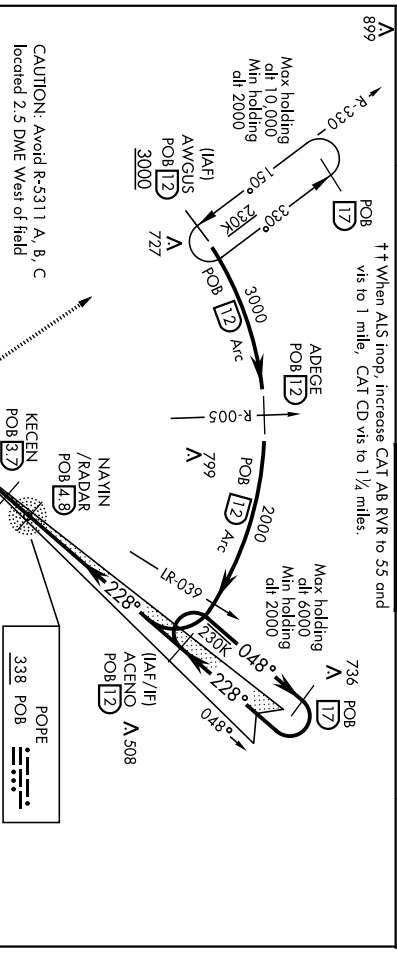 †† When ALS inop, increase CAT AB RVR to 55 and
vis to 1 mile, CAT CD vis to 1¼ miles.
899
R-330
POB
17
Max holding
alt 10,000
Min holding
alt 2000
150°
330°
230K
(IAF)
AWGUS
POB 12
3000
727
3000
POB 12 Arc
ADEGE
POB 12
R-005
799
2000
POB 12 Arc
LR-039
736
POB
17
Max holding
alt 6000
Min holding
alt 2000
048°
230K
228°
048°
(IAF/IF)
ACENO
POB 12
508
228°
NAYIN
/RADAR
POB 4.8
KECEN
POB 3.7
CAUTION: Avoid R-5311 A, B, C
located 2.5 DME West of field
POPE
338 POB